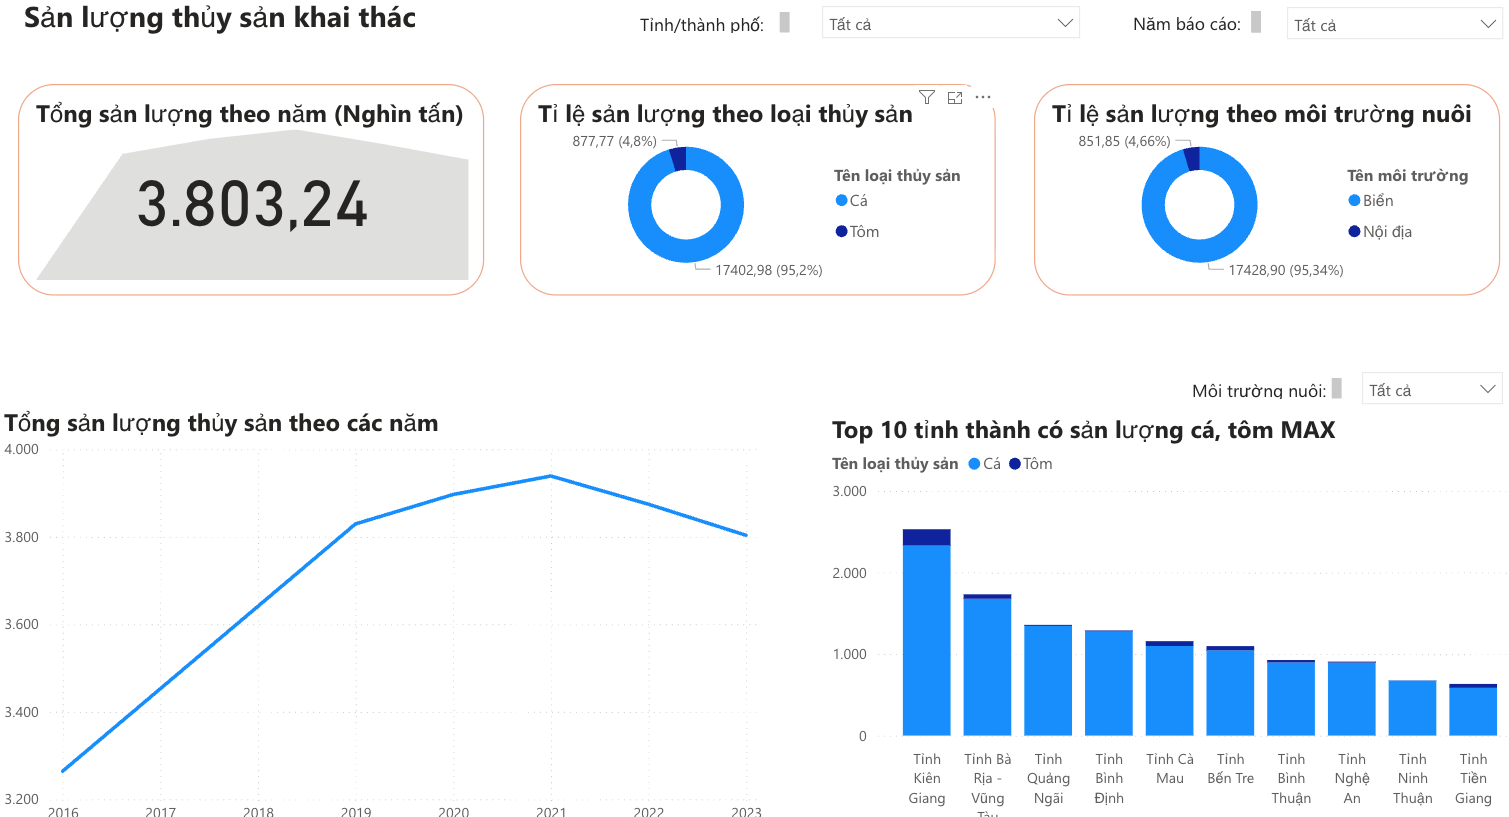 Sản lượng thủy sản khai thác
Tỉnh/thành phố:
Tất cả
Năm báo cáo:
Tất cả
Tổng sản lượng theo năm (Nghìn tấn)
3.803,24
Tỉ lệ sản lượng theo loại thủy sản
877,77 (4,8%)
17402,98 (95,2%)
Tên loại thủy sản
Cá
Tôm
Tỉ lệ sản lượng theo môi trường nuôi
851,85 (4,66%)
17428,90 (95,34%)
Tên môi trường
Biển
Nội địa
Môi trường nuôi:
Tất cả
Tổng sản lượng thủy sản theo các năm
4.000
3.800
3.600
3.400
3.200
2016 2017 2018 2019 2020 2021 2022 2023
Top 10 tỉnh thành có sản lượng cá, tôm MAX
Tên loại thủy sản Cá Tôm
3.000
2.000
1.000
0
Tỉnh Kiên Giang
Tỉnh Bà Rịa - Vũng Tàu
Tỉnh Quảng Ngãi
Tỉnh Bình Định
Tỉnh Cà Mau
Tỉnh Bến Tre
Tỉnh Bình Thuận
Tỉnh Nghệ An
Tỉnh Ninh Thuận
Tỉnh Tiền Giang